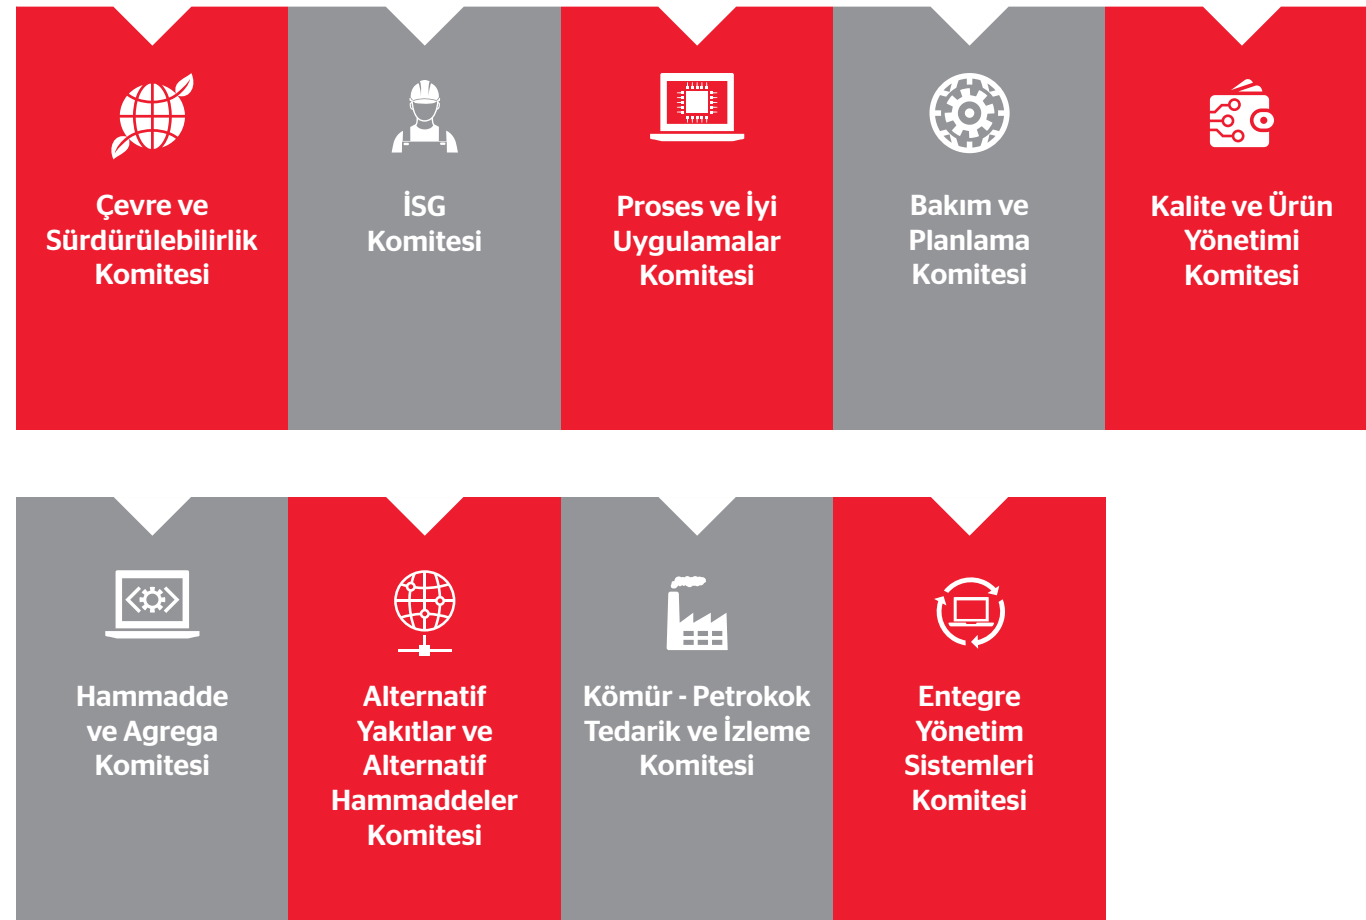 Çevre ve
Sürdürülebilirlik
Komitesi
İSG
Komitesi
Proses ve İyi
Uygulamalar
Komitesi
Bakım ve
Planlama
Komitesi
Kalite ve Ürün
Yönetimi
Komitesi
Hammadde
ve Agrega
Komitesi
Alternatif
Yakıtlar ve
Alternatif
Hammaddeler
Komitesi
Kömür - Petrokok
Tedarik ve İzleme
Komitesi
Entegre
Yönetim
Sistemleri
Komitesi